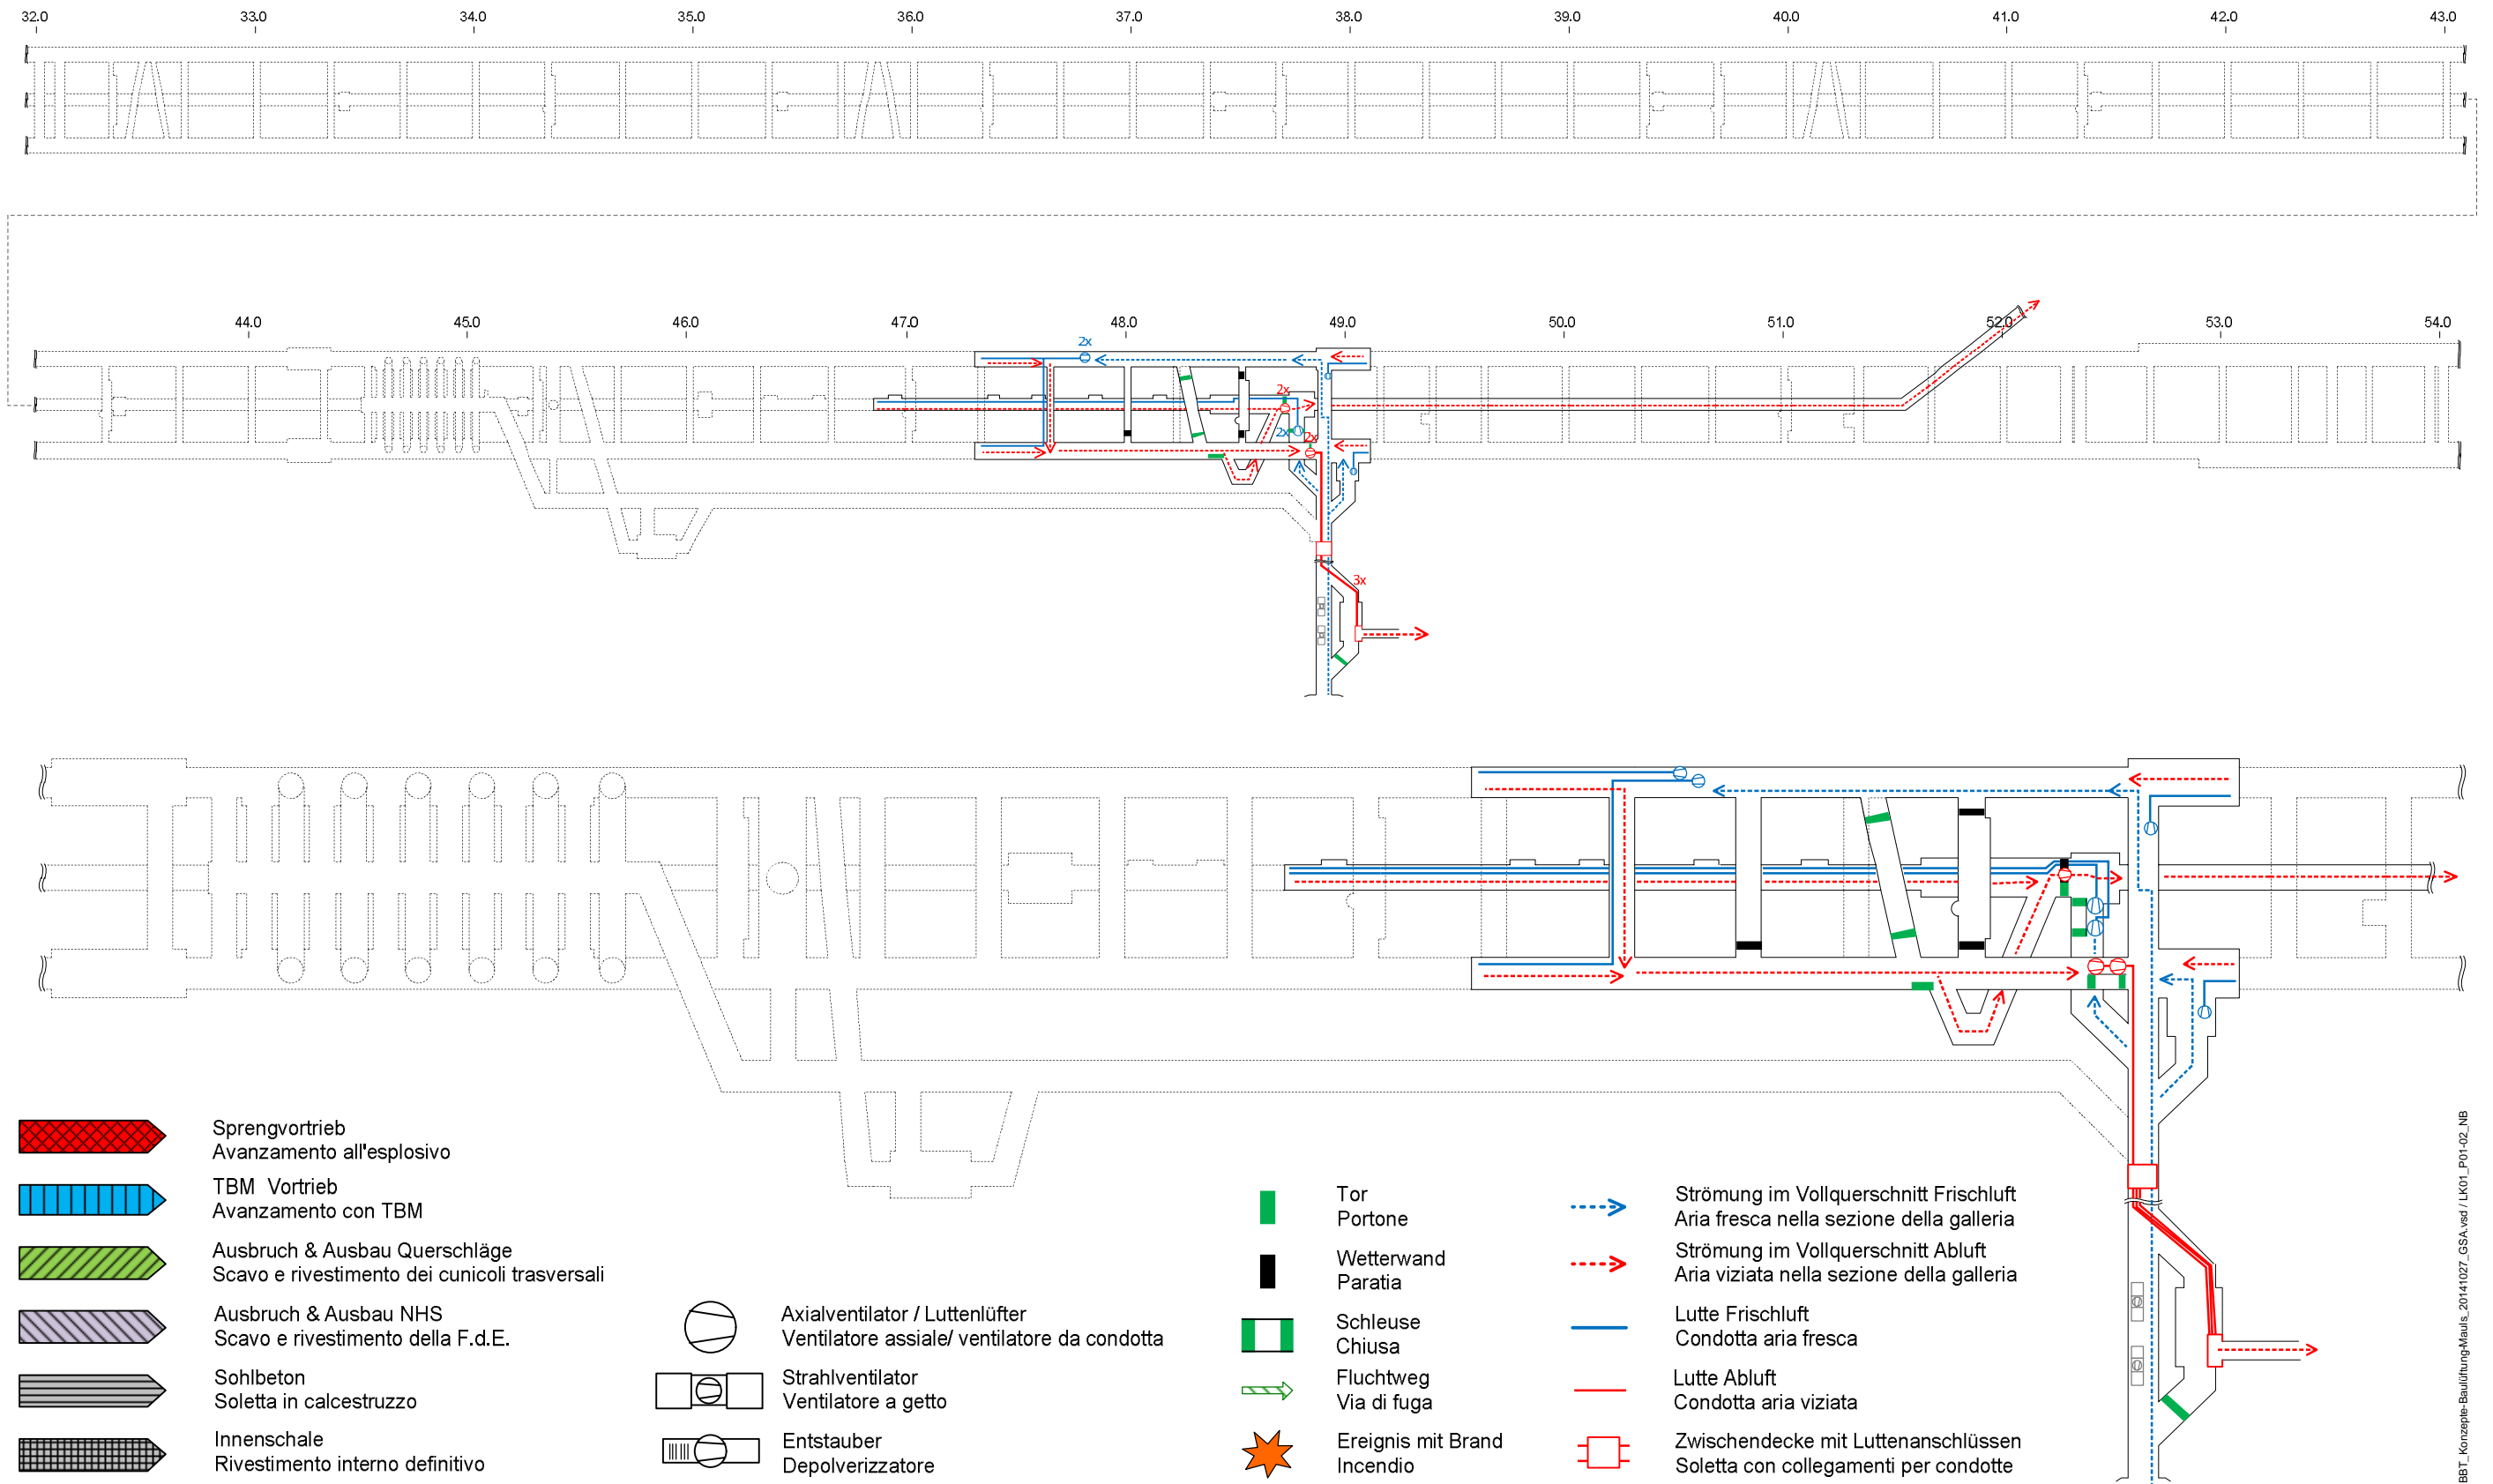 32.0 33.0 34.0 35.0 36.0 37.0 38.0 39.0 40.0 41.0 42.0 43.0
44.0 45.0 46.0 47.0 48.0 49.0 50.0 51.0 52.0 53.0 54.0
2x
2x
2x
2x
3x
Sprengvortrieb
Avanzamento all'esplosivo
TBM Vortrieb
Avanzamento con TBM
Ausbruch & Ausbau Querschläge
Scavo e rivestimento dei cunicoli trasversali
Ausbruch & Ausbau NHS
Scavo e rivestimento della F.d.E.
Sohlbeton
Soletta in calcestruzzo
Innenschale
Rivestimento interno definitivo
Axialventilator / Luttenlüfter
Ventilatore assiale/ ventilatore da condotta
Strahlventilator
Ventilatore a getto
Entstauber
Depolverizzatore
Tor
Portone
Wetterwand
Paratia
Schleuse
Chiusa
Fluchtweg
Via di fuga
Ereignis mit Brand
Incendio
Strömung im Vollquerschnitt Frischluft
Aria fresca nella sezione della galleria
Strömung im Vollquerschnitt Abluft
Aria viziata nella sezione della galleria
Lutte Frischluft
Condotta aria fresca
Lutte Abluft
Condotta aria viziata
Zwischendecke mit Luttenanschlüssen
Soletta con collegamenti per condotte
BBT_Konzepte-Baulüftung-Mauls_20141027_GSA.vsd / LK01_P01-02_NB